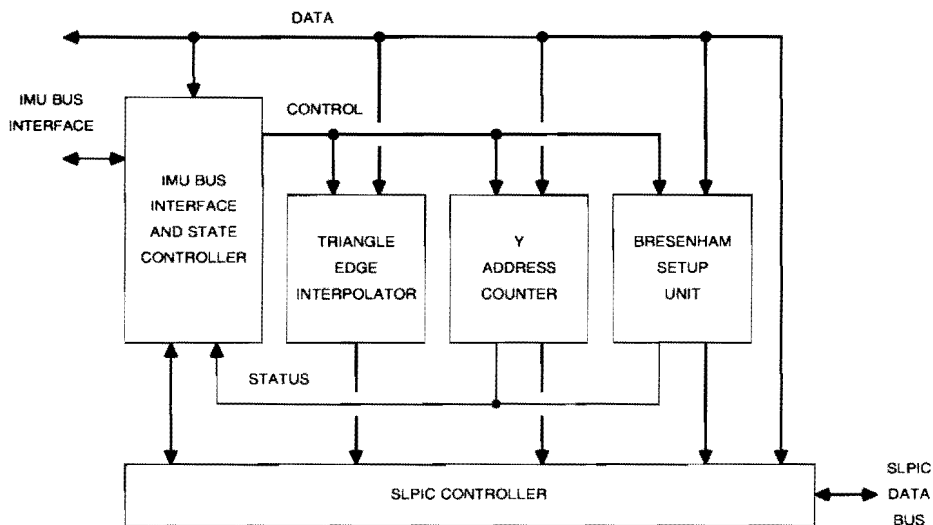 DATA
IMU BUS
INTERFACE
CONTROL
IMU BUS
INTERFACE
AND STATE
CONTROLLER
TRIANGLE
EDGE
INTERPOLATOR
Y
ADDRESS
COUNTER
BRESENHAM
SETUP
UNIT
STATUS
SLPIC CONTROLLER
SLPIC
DATA
BUS